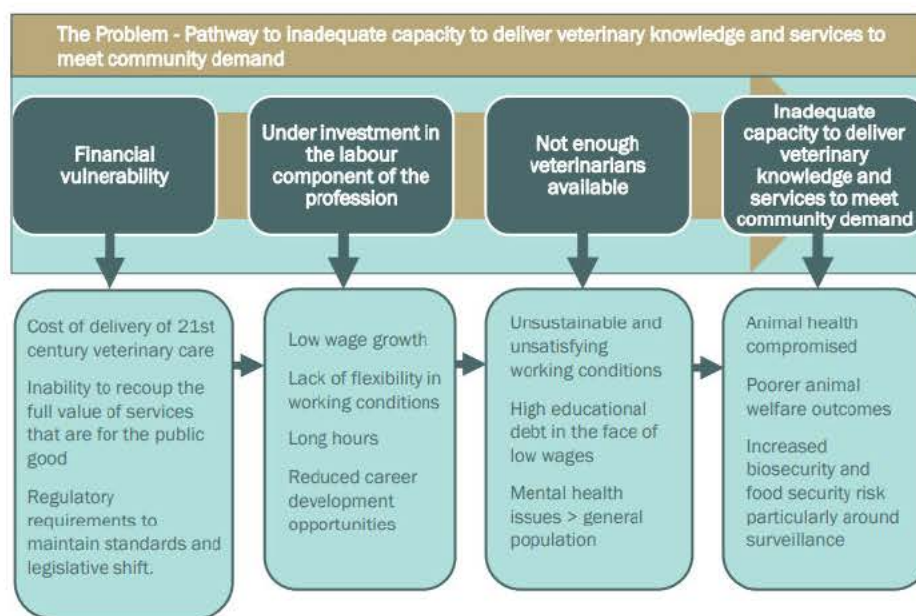 The Problem - Pathway to inadequate capacity to deliver veterinary knowledge and services to
meet community demand
Financial
vulnerability
Under investment in
the labour
component of the
profession
Not enough
veterinarians
available
Inadequate
capacity to deliver
veterinary
knowledge and
services to meet
community demand
Cost of delivery of 21st
century veterinary care
Inability to recoup the
full value of services
that are for the public
good
Regulatory
requirements to
maintain standards and
legislative shift.
Low wage growth
Lack of flexibility in
working conditions
Long hours
Reduced career
development
opportunities
Unsustainable and
unsatisfying
working conditions
High educational
debt in the face of
low wages
Mental health
issues > general
population
Animal health
compromised
Poorer animal
welfare outcomes
Increased
biosecurity and
food security risk
particularly around
surveillance